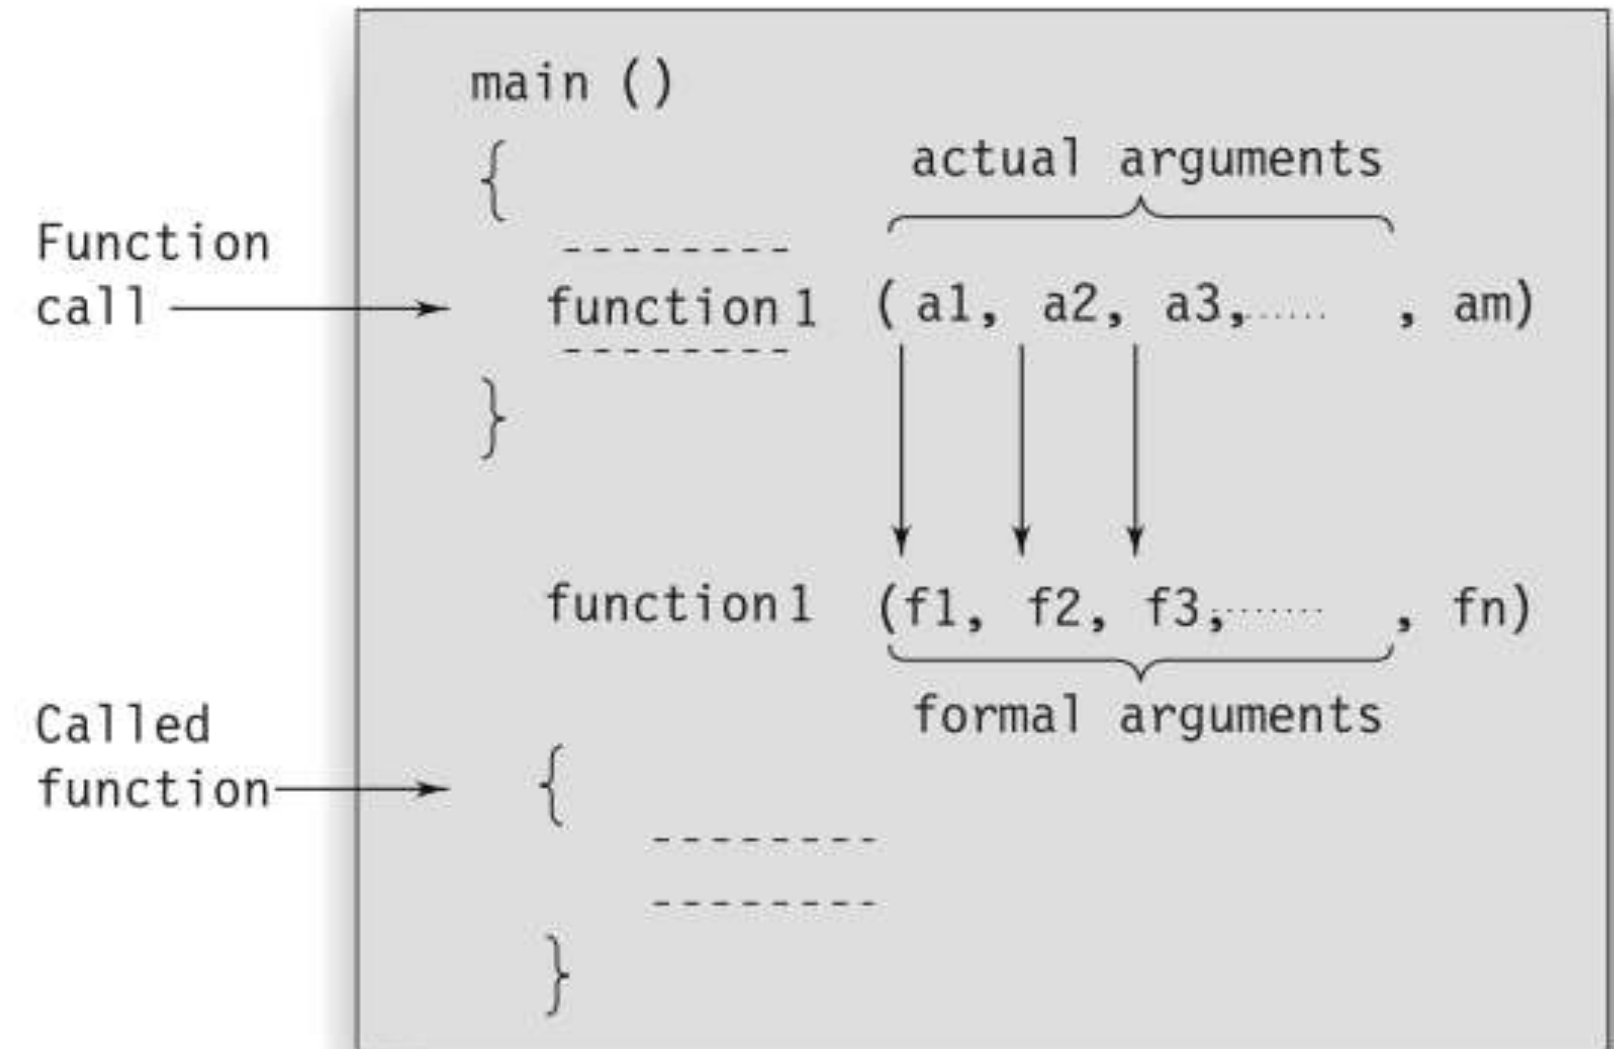 main ()
{
actual arguments
Function
call
--------
function1 ( a1, a2, a3,...... , am)
--------
}
function1 (f1, f2, f3,....... , fn)
formal arguments
Called
function
{
--------
--------
}